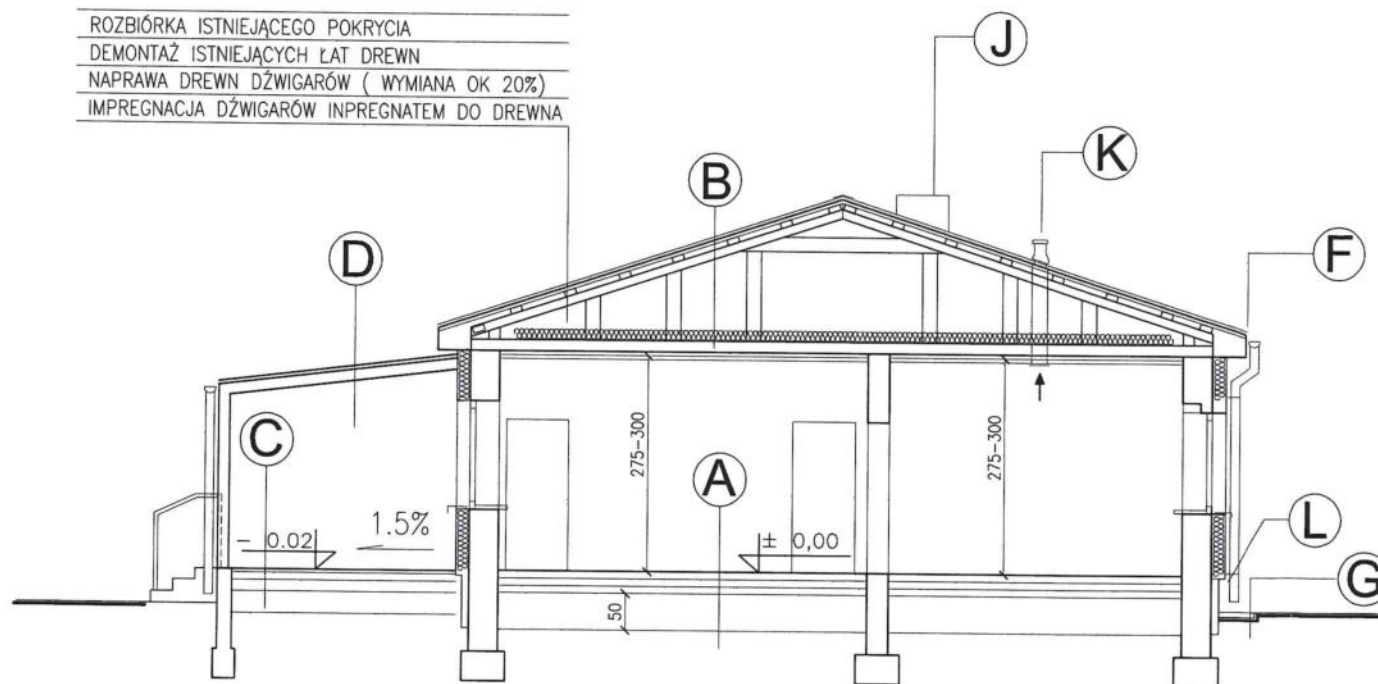 ROZBIÓRKA ISTNIEJĄCEGO POKRYCIA
DEMONTAŻ ISTNIEJĄCYCH ŁAT DREWN
NAPRAWA DREWN DŹWIGARÓW ( WYMIANA OK 20%)
IMPREGNACJA DŹWIGARÓW INPREGNATEM DO DREWNA
J
K
B
D
F
C
275-300
275-300
A
1.5%
- 0.02
± 0,00
L
G
50